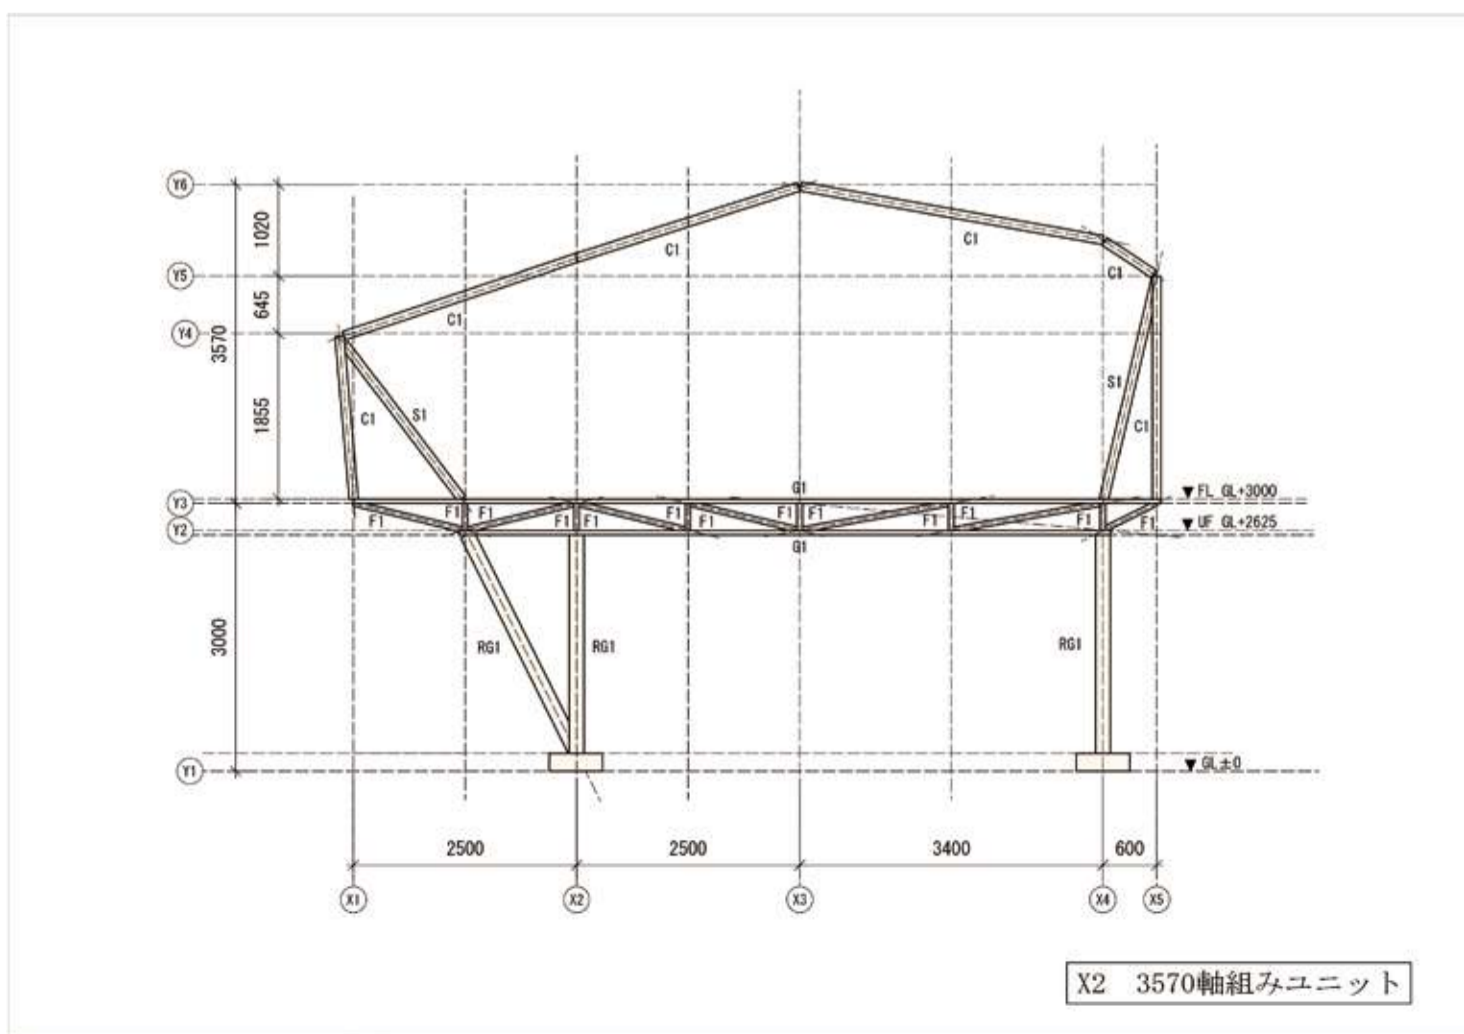 Y6
1020
C1
C1
C1
Y5
645
Y4
3570
C1
S1
1855
C1
S1
C1
G1
▼ FL GL+3000
Y3
F1 F1 F1 F1 F1 F1
F1 F1 F1 F1 F1 F1 F1
Y2
▼ UF GL+2625
G1
3000
RG1
RG1
RG1
Y1
▼ GL±0
2500
2500
3400
600
X1
X2
X3
X4
X5
X2 3570軸組みユニット